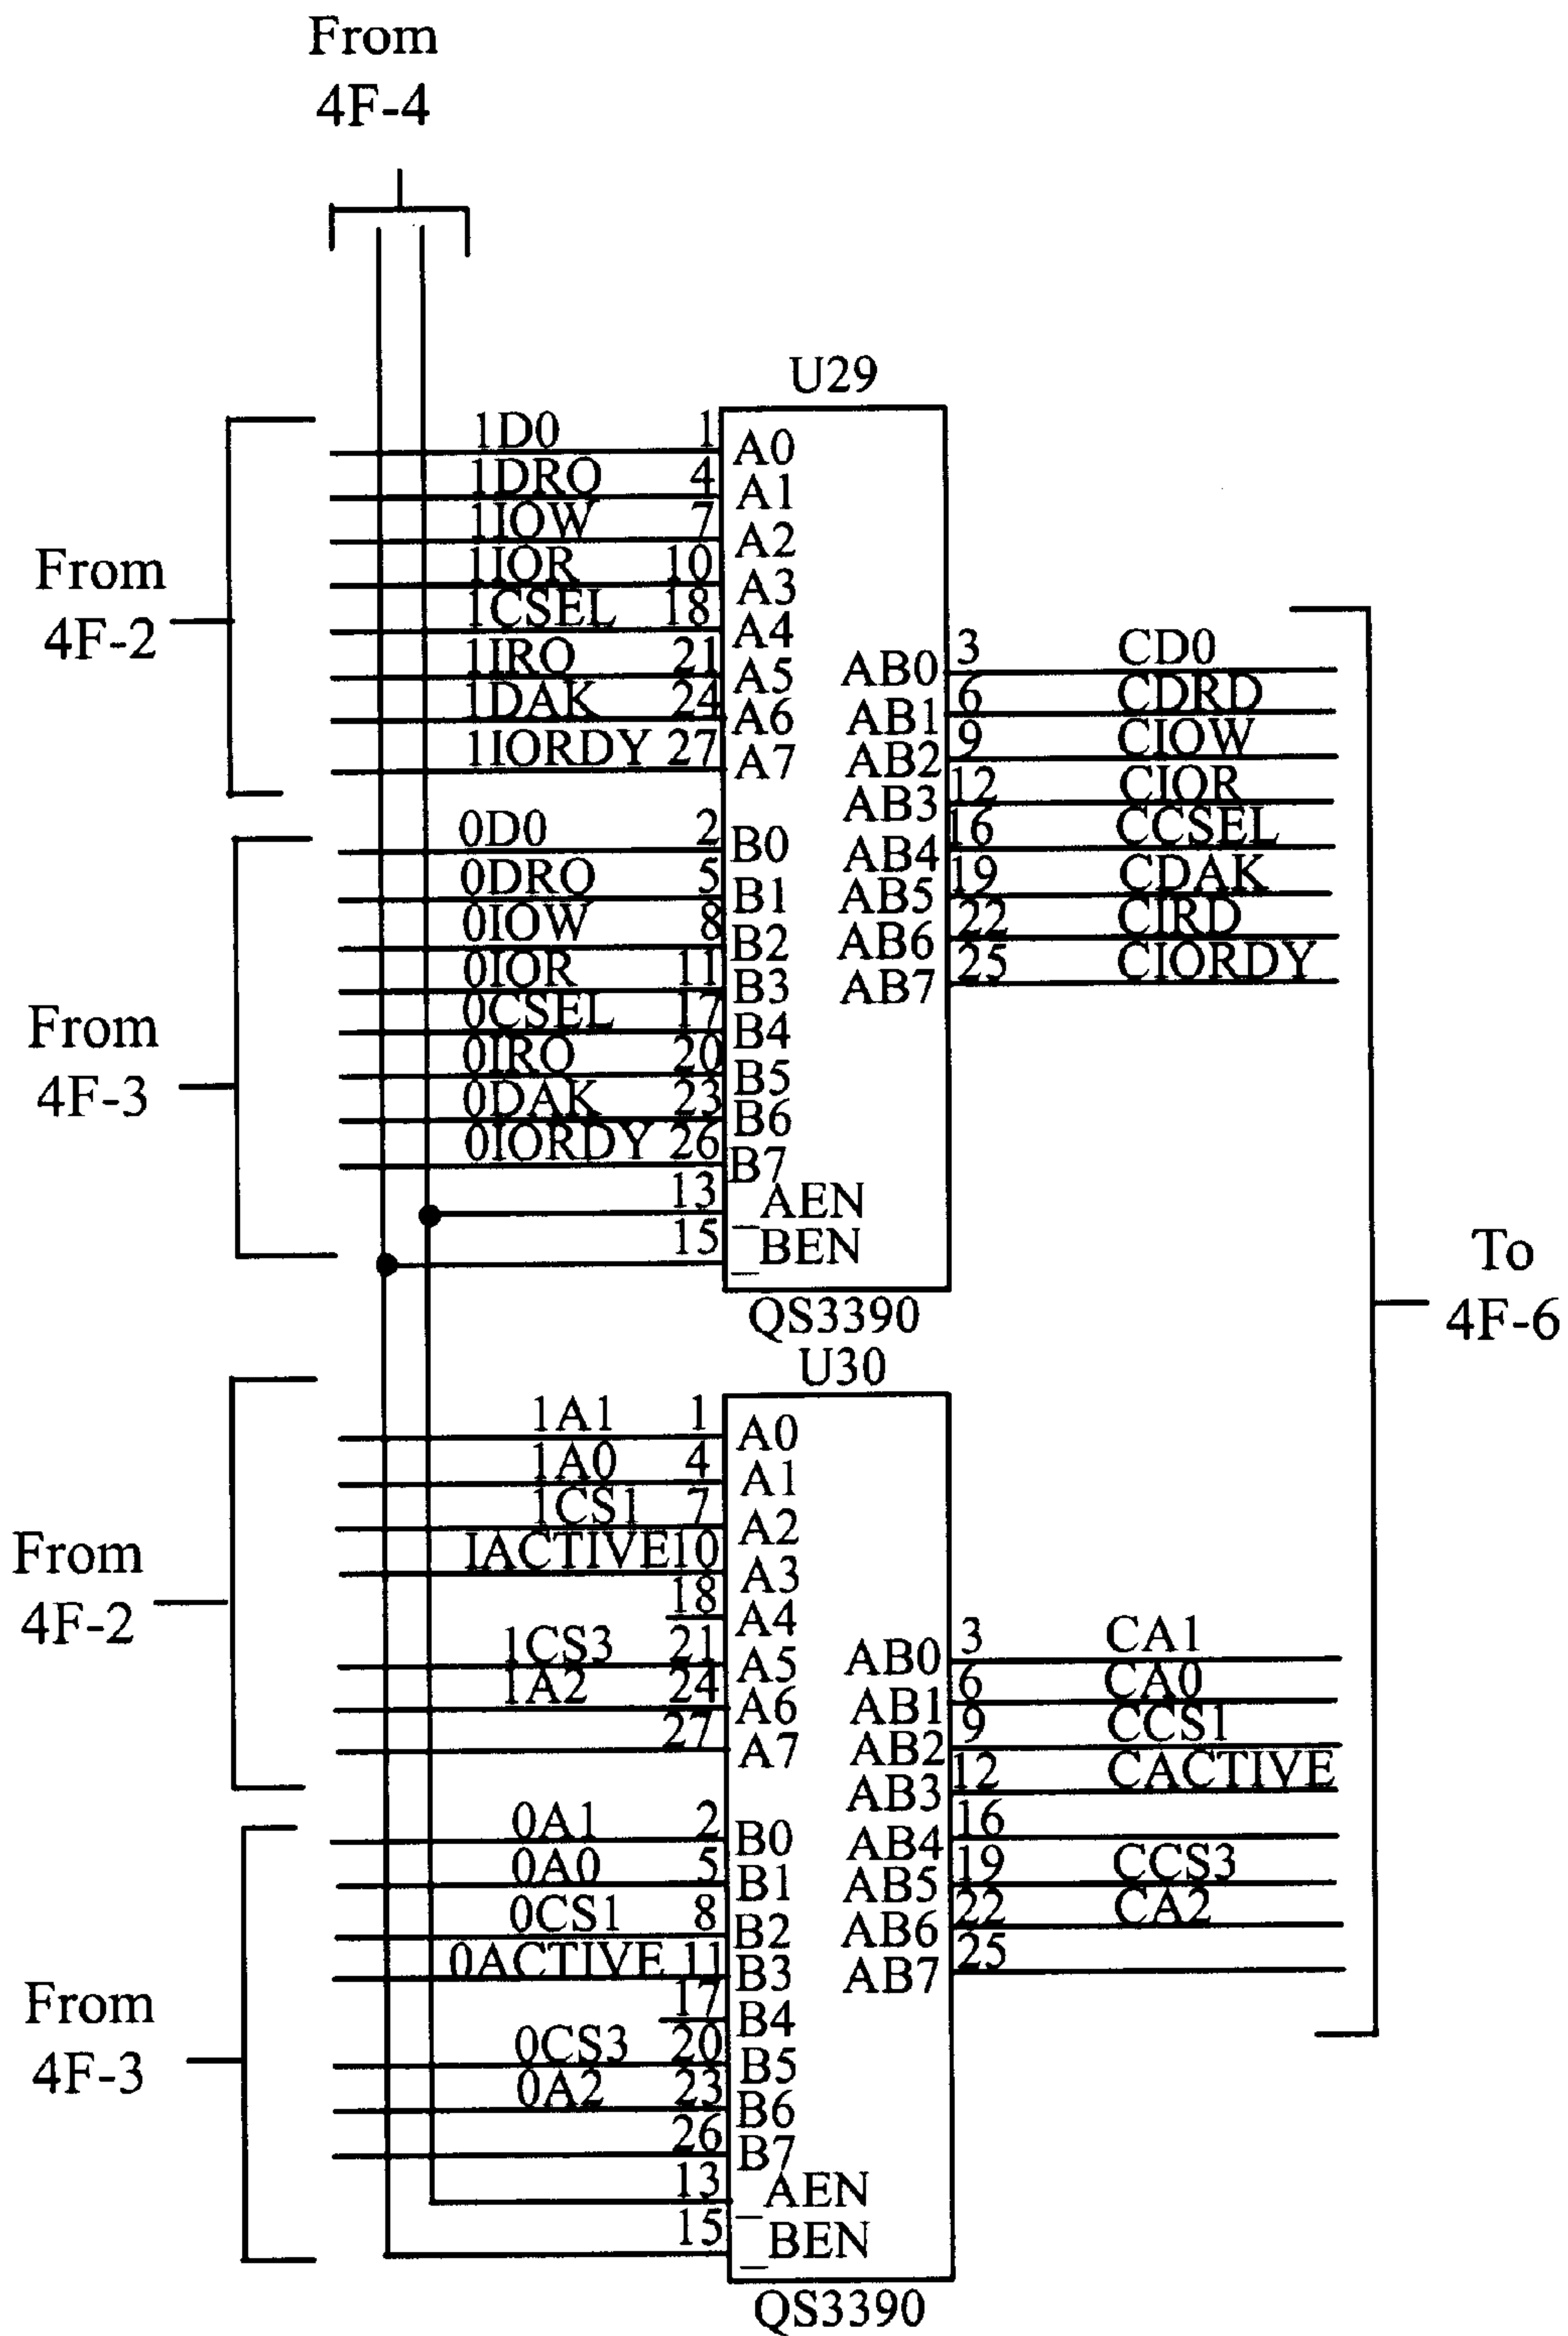 From
4F-4
U29
1D0 1 A0
1DRQ 4 A1
1IOW 7 A2
1IOR 10 A3
1CSEL 18 A4
1IRQ 21 A5
1DAK 24 A6
1IORDY 27 A7
From
4F-2
0D0 2 B0
0DRQ 5 B1
0IOW 8 B2
0IOR 11 B3
0CSEL 17 B4
0IRQ 20 B5
0DAK 23 B6
0IORDY 26 B7
13 _AEN
15 _BEN
From
4F-3
AB0 3 CD0
AB1 6 CDRD
AB2 9 CIOW
AB3 12 CIOR
AB4 16 CCSEL
AB5 19 CDAK
AB6 22 CIRD
AB7 25 CIORDY
QS3390
To
4F-6
U30
1A1 1 A0
1A0 4 A1
1CS1 7 A2
IACTIVE 10 A3
18 A4
1CS3 21 A5
1A2 24 A6
27 A7
From
4F-2
0A1 2 B0
0A0 5 B1
0CS1 8 B2
0ACTIVE 11 B3
17 B4
0CS3 20 B5
0A2 23 B6
26 B7
13 _AEN
15 _BEN
From
4F-3
AB0 3 CA1
AB1 6 CA0
AB2 9 CCS1
AB3 12 CACTIVE
AB4 16
AB5 19 CCS3
AB6 22 CA2
AB7 25
QS3390